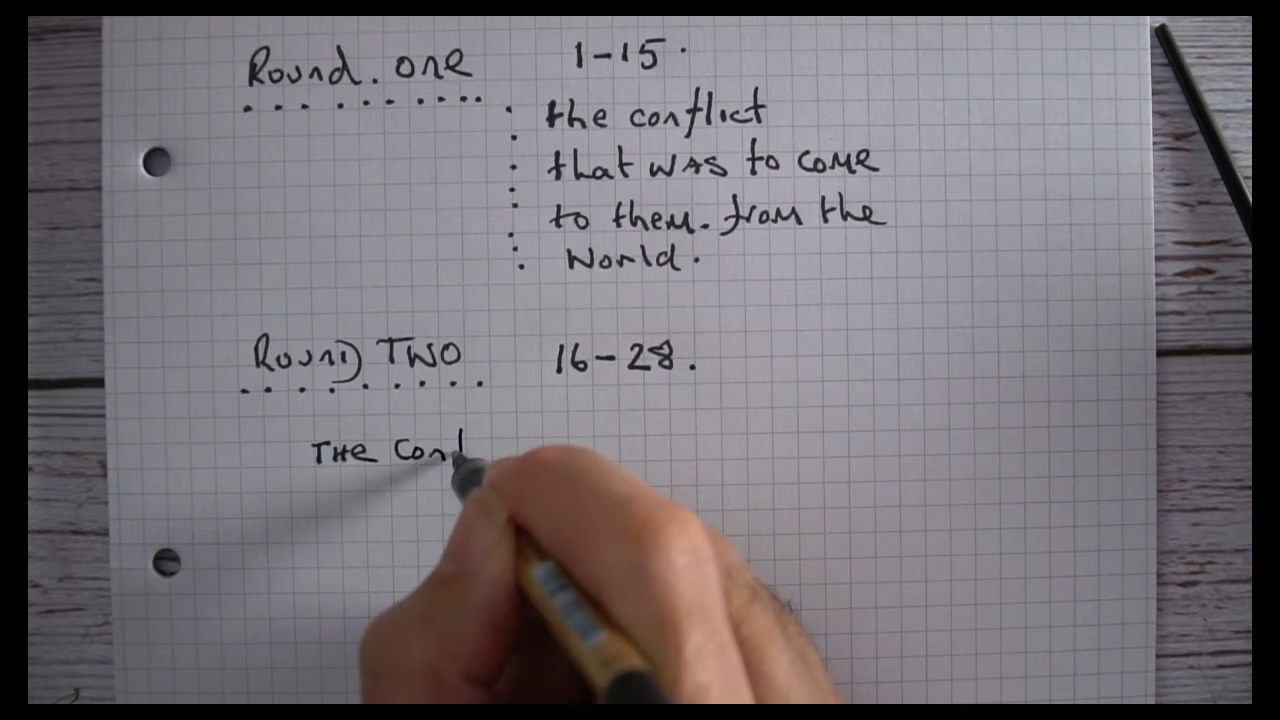 Round. one 1-15.
the conflict
that was to come
to them. from the
World.
Round TWO 16-28.
THE Con